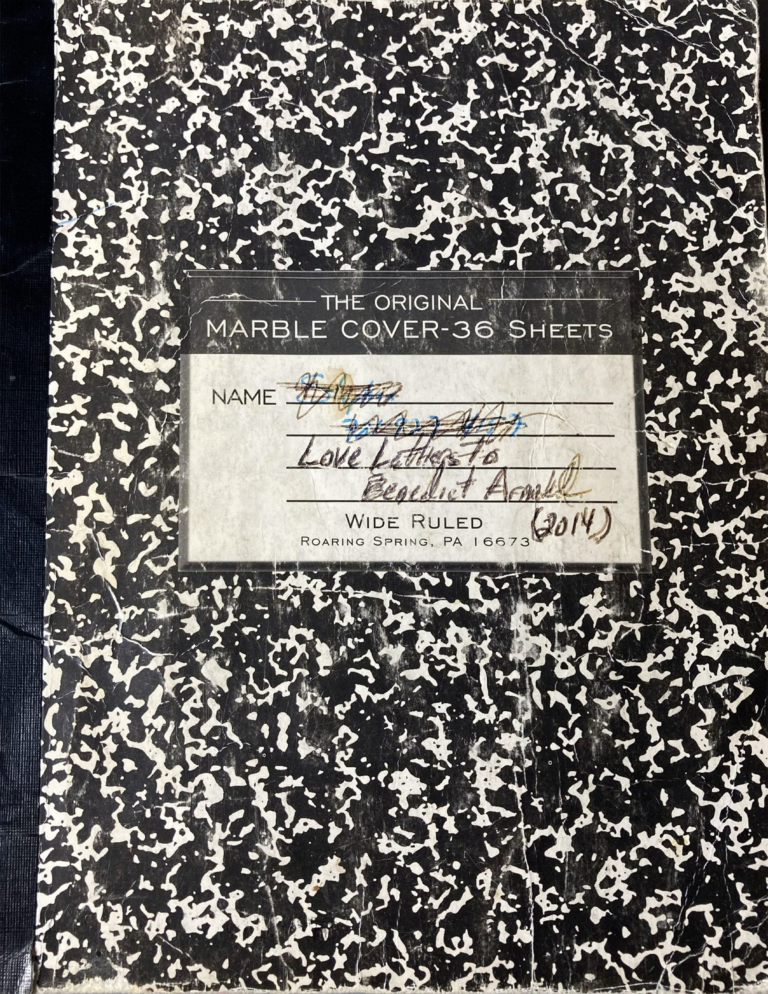 THE ORIGINAL
MARBLE COVER-36 SHEETS
NAME
Love Letters to
Benedict Arnold
WIDE RULED
(2014)
ROARING SPRING, PA 16673